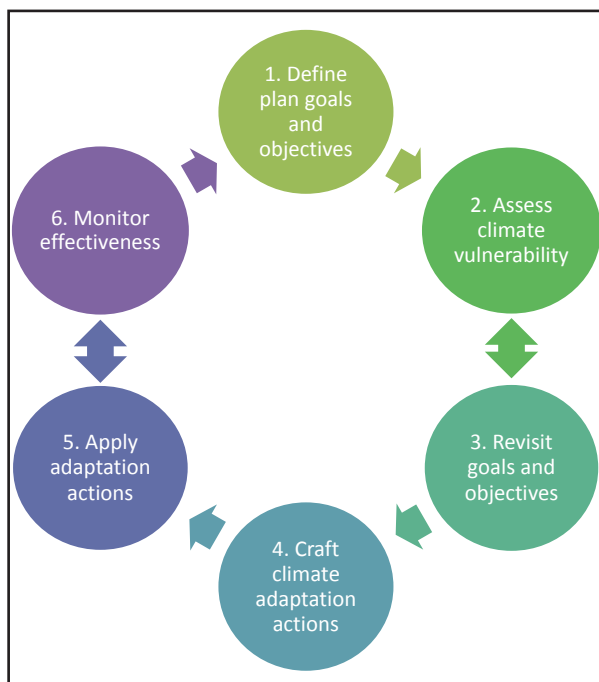 1. Define
plan goals
and
objectives
2. Assess
climate
vulnerability
3. Revisit
goals and
objectives
4. Craft
climate
adaptation
actions
5. Apply
adaptation
actions
6. Monitor
effectiveness